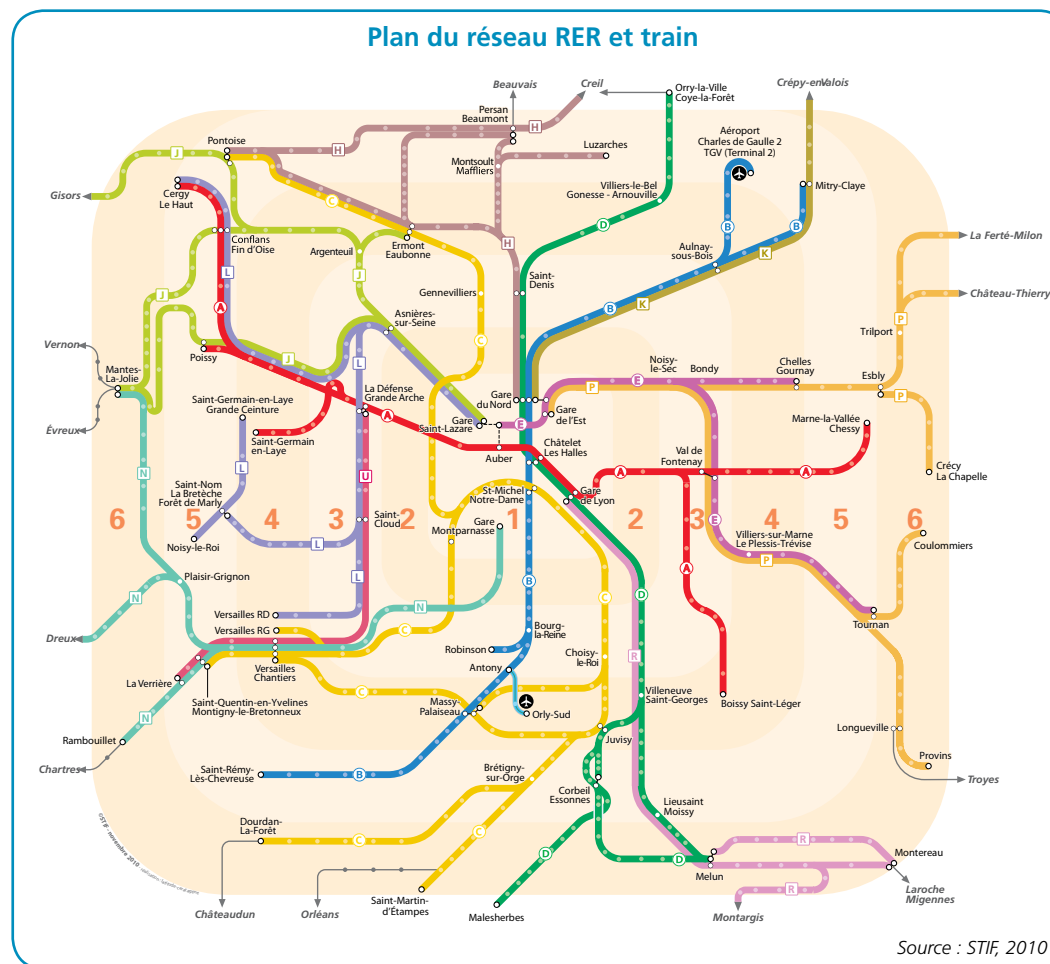 Plan du réseau RER et train
Beauvais
Creil
Orry-la-Ville
Coye-la-Forêt
Crépy-en-Valois
Persan
Beaumont
H
H
Pontoise
J
Montsoult
Maffliers
Luzarches
Aéroport
Charles de Gaulle 2
TGV (Terminal 2)
Gisors
Cergy
Le Haut
C
Villiers-le-Bel
Gonesse - Arnouville
Mitry-Claye
D
B
B
Conflans
Fin d'Oise
Argenteuil
Ermont
Eaubonne
H
Aulnay-
sous-Bois
K
La Ferté-Milon
L
J
J
Gennevilliers
Saint-
Denis
Château-Thierry
A
B
K
P
Asnières-
sur-Seine
Trilport
Vernon
Poissy
J
L
C
Noisy-
le-Sec
Bondy
Chelles
Gournay
Esbly
Mantes-
La-Jolie
La Défense
Grande Arche
Gare
du Nord
E
P
P
Saint-Germain-en-Laye
Grande Ceinture
A
Gare
Saint-Lazare
E
Gare
de l'Est
Marne-la-Vallée
Chessy
Évreux
Saint-Germain
en-Laye
Auber
Châtelet
Les Halles
Val de
Fontenay
N
L
U
A
A
Crécy
La Chapelle
Saint-Nom
La Bretèche
Forêt de Marly
St-Michel
Notre-Dame
Gare
de Lyon
6
5
4
3
2
1
2
3
4
5
6
Saint-
Cloud
Gare
Montparnasse
E
Villiers-sur-Marne
Le Plessis-Trévise
Noisy-le-Roi
L
P
Coulommiers
Plaisir-Grignon
L
B
A
N
Versailles RD
N
C
D
Tournan
Versailles RG
C
Bourg-
la-Reine
Dreux
Robinson
Choisy-
le-Roi
R
Versailles
Chantiers
Antony
La Verrière
C
Villeneuve
Saint-Georges
Saint-Quentin-en-Yvelines
Montigny-le-Bretonneux
Massy-
Palaiseau
Orly-Sud
Boissy Saint-Léger
N
Rambouillet
Juvisy
Longueville
Chartres
Saint-Rémy-
Lès-Chevreuse
B
Brétigny-
sur-Orge
Provins
Troyes
Corbeil
Essonnes
Lieusaint
Moissy
Dourdan-
La-Forêt
C
C
R
©STIF - novembre 2010
D
D
Melun
Montereau
Saint-Martin-
d'Étampes
R
Laroche
Migennes
Châteaudun
Orléans
Malesherbes
Montargis
Source : STIF, 2010